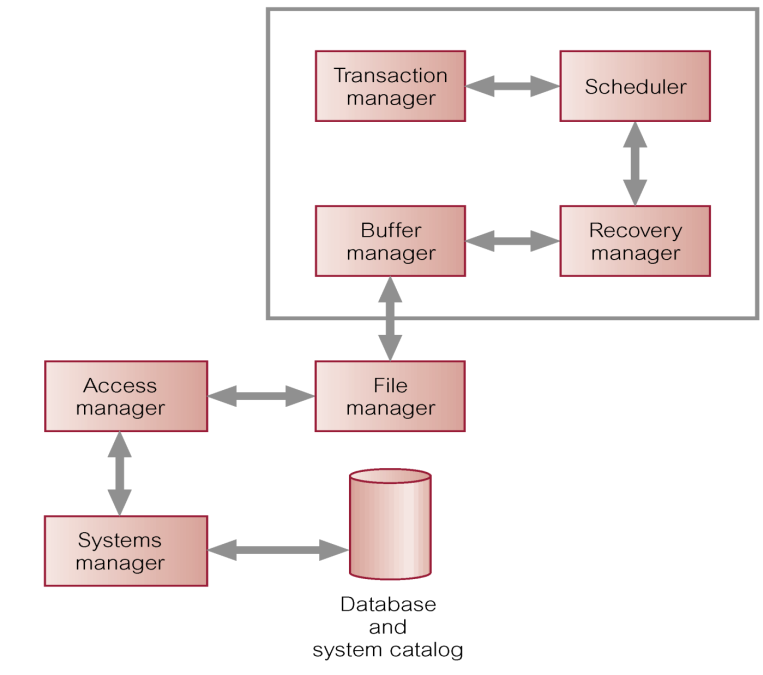 Transaction
manager
Scheduler
Buffer
manager
Recovery
manager
Access
manager
File
manager
Systems
manager
Database
and
system catalog